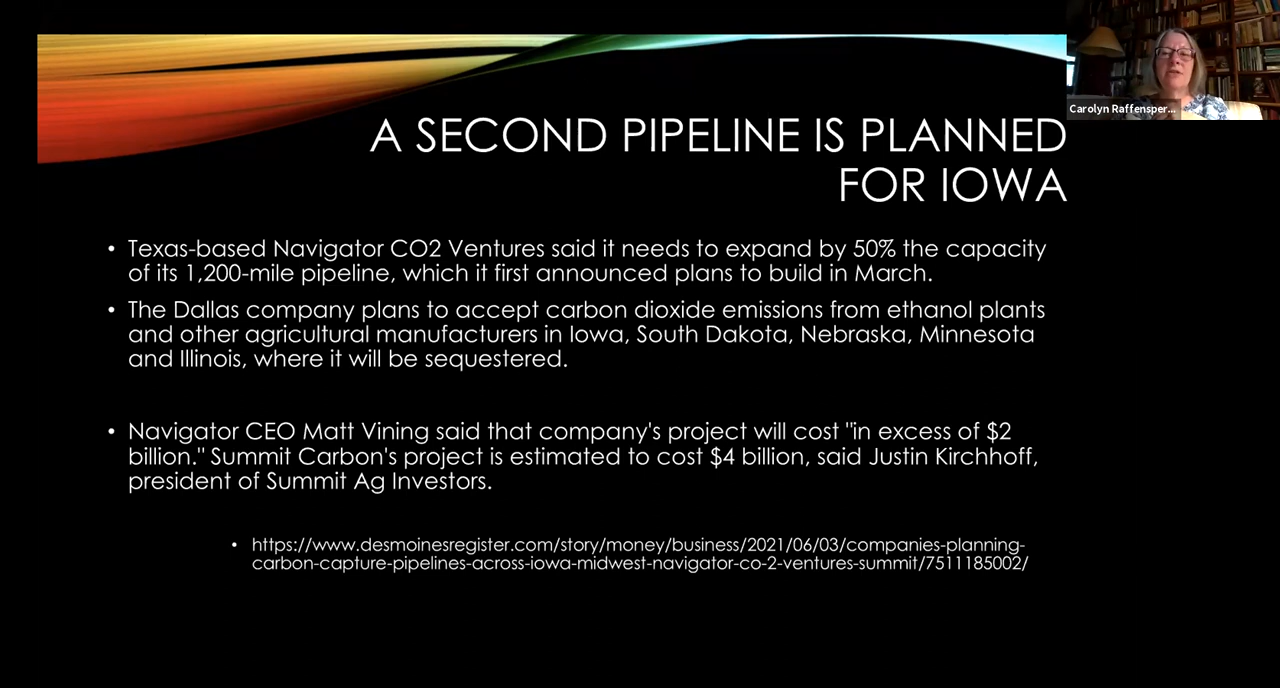 Carolyn Raffensper...
A SECOND PIPELINE IS PLANNED
FOR IOWA
• Texas-based Navigator CO2 Ventures said it needs to expand by 50% the capacity
of its 1,200-mile pipeline, which it first announced plans to build in March.
• The Dallas company plans to accept carbon dioxide emissions from ethanol plants
and other agricultural manufacturers in Iowa, South Dakota, Nebraska, Minnesota
and Illinois, where it will be sequestered.
• Navigator CEO Matt Vining said that company's project will cost "in excess of $2
billion." Summit Carbon's project is estimated to cost $4 billion, said Justin Kirchhoff,
president of Summit Ag Investors.
• https://www.desmoinesregister.com/story/money/business/2021/06/03/companies-planning-
carbon-capture-pipelines-across-iowa-midwest-navigator-co-2-ventures-summit/7511185002/